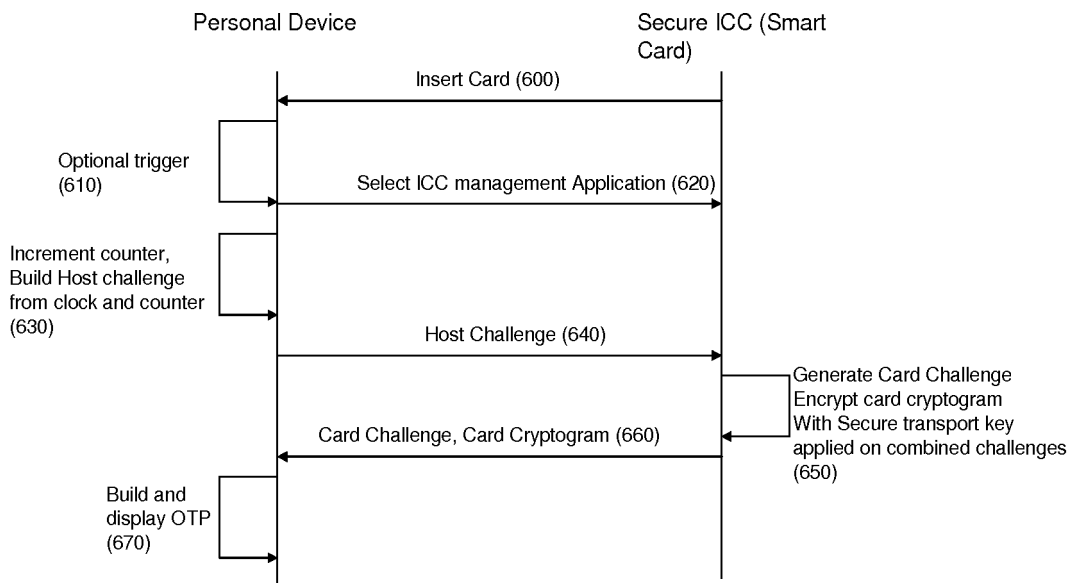 Personal Device
Secure ICC (Smart
Card)
Insert Card (600)
Optional trigger
(610)
Select ICC management Application (620)
Increment counter,
Build Host challenge
from clock and counter
(630)
Host Challenge (640)
Generate Card Challenge
Encrypt card cryptogram
With Secure transport key
applied on combined challenges
(650)
Card Challenge, Card Cryptogram (660)
Build and
display OTP
(670)